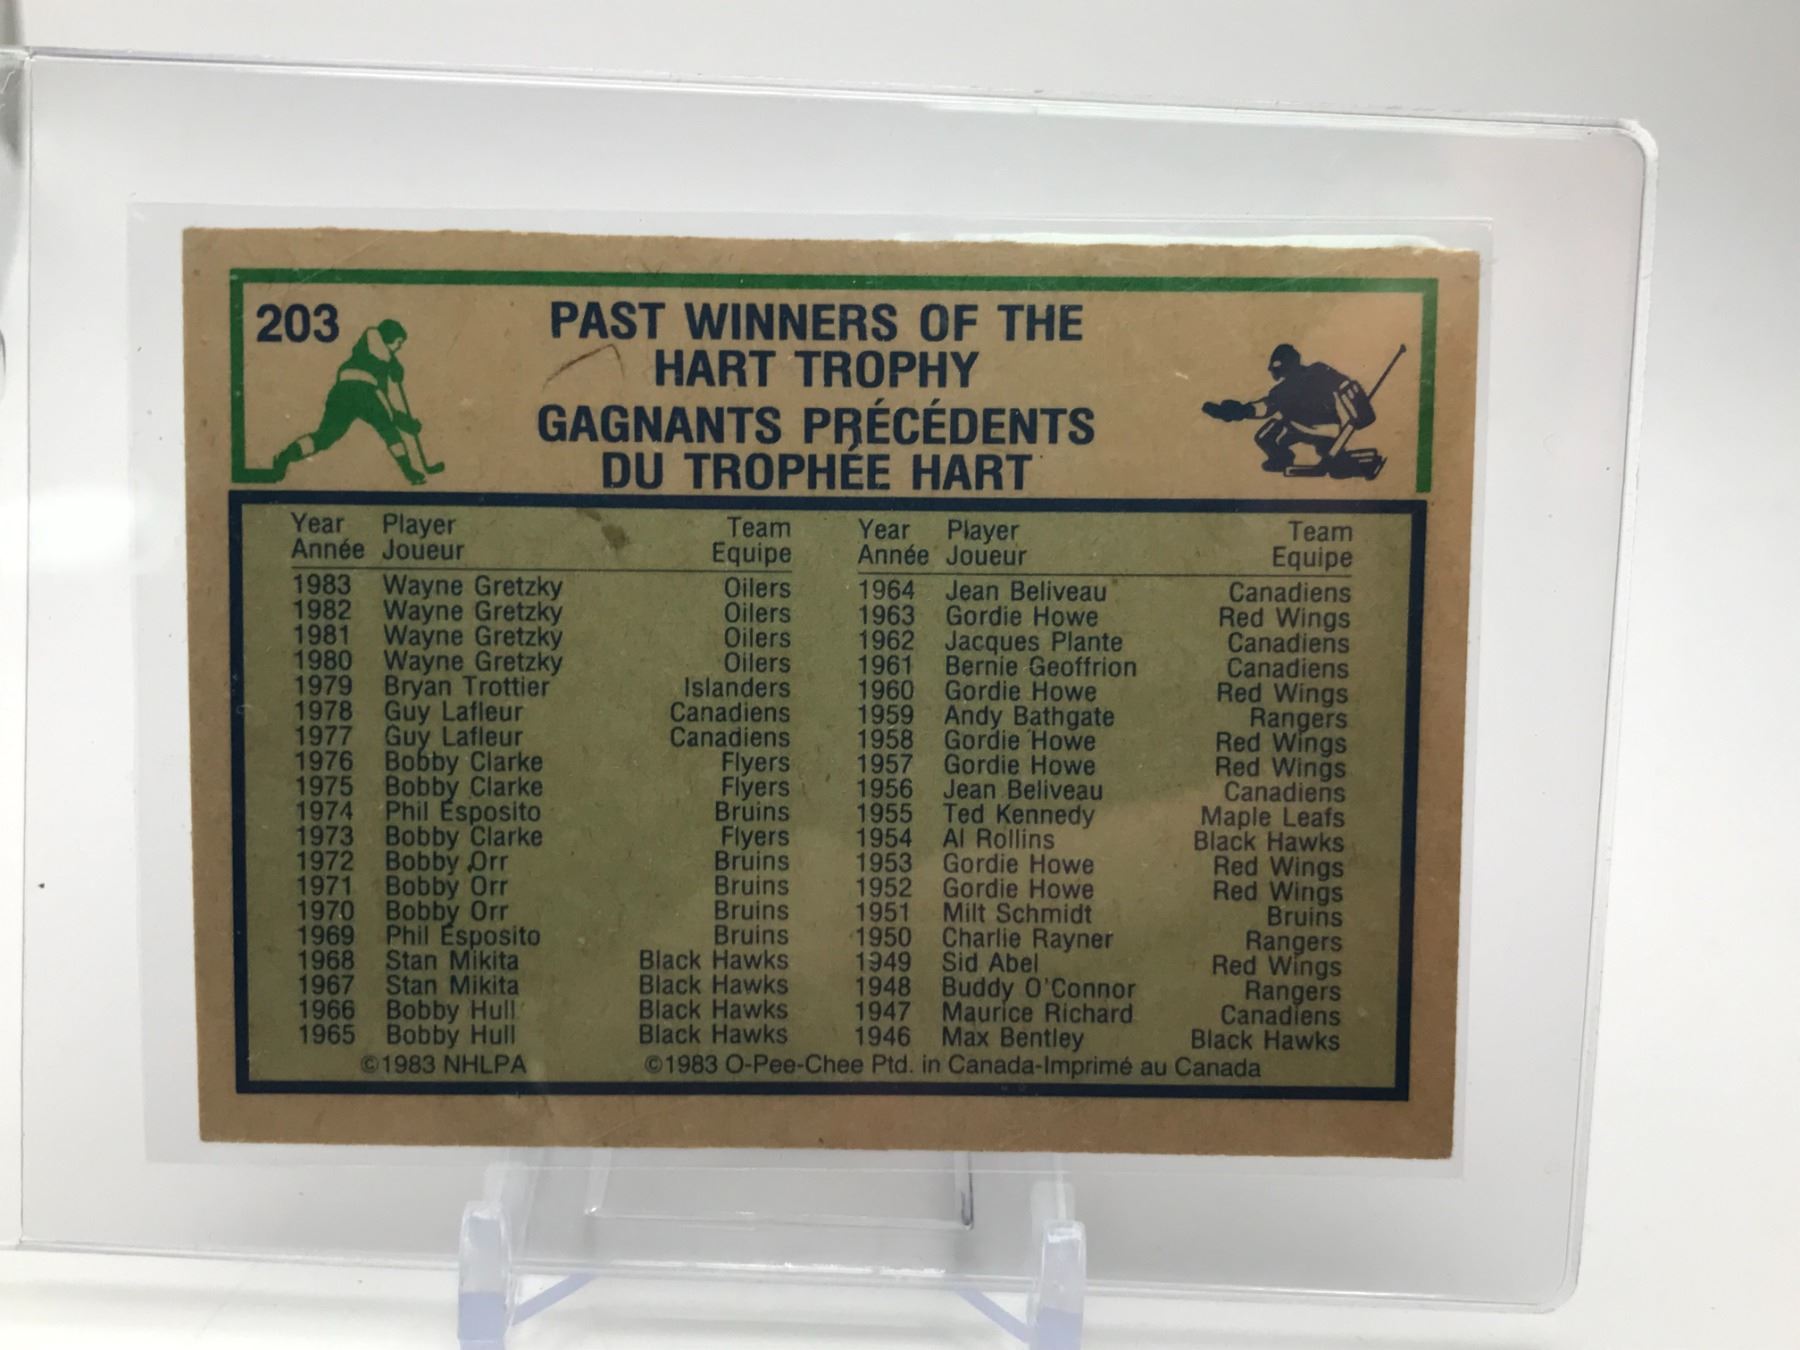 203
PAST WINNERS OF THE
HART TROPHY
GAGNANTS PRÉCÉDENTS
DU TROPHÉE HART
Year Player Team
Année Joueur Equipe
1983 Wayne Gretzky Oilers
1982 Wayne Gretzky Oilers
1981 Wayne Gretzky Oilers
1980 Wayne Gretzky Oilers
1979 Bryan Trottier Islanders
1978 Guy Lafleur Canadiens
1977 Guy Lafleur Canadiens
1976 Bobby Clarke Flyers
1975 Bobby Clarke Flyers
1974 Phil Esposito Bruins
1973 Bobby Clarke Flyers
1972 Bobby Orr Bruins
1971 Bobby Orr Bruins
1970 Bobby Orr Bruins
1969 Phil Esposito Bruins
1968 Stan Mikita Black Hawks
1967 Stan Mikita Black Hawks
1966 Bobby Hull Black Hawks
1965 Bobby Hull Black Hawks
Year Player Team
Année Joueur Equipe
1964 Jean Beliveau Canadiens
1963 Gordie Howe Red Wings
1962 Jacques Plante Canadiens
1961 Bernie Geoffrion Canadiens
1960 Gordie Howe Red Wings
1959 Andy Bathgate Rangers
1958 Gordie Howe Red Wings
1957 Gordie Howe Red Wings
1956 Jean Beliveau Canadiens
1955 Ted Kennedy Maple Leafs
1954 Al Rollins Black Hawks
1953 Gordie Howe Red Wings
1952 Gordie Howe Red Wings
1951 Milt Schmidt Bruins
1950 Charlie Rayner Rangers
1949 Sid Abel Red Wings
1948 Buddy O'Connor Rangers
1947 Maurice Richard Canadiens
1946 Max Bentley Black Hawks
©1983 NHLPA ©1983 O-Pee-Chee Ptd. in Canada-Imprimé au Canada